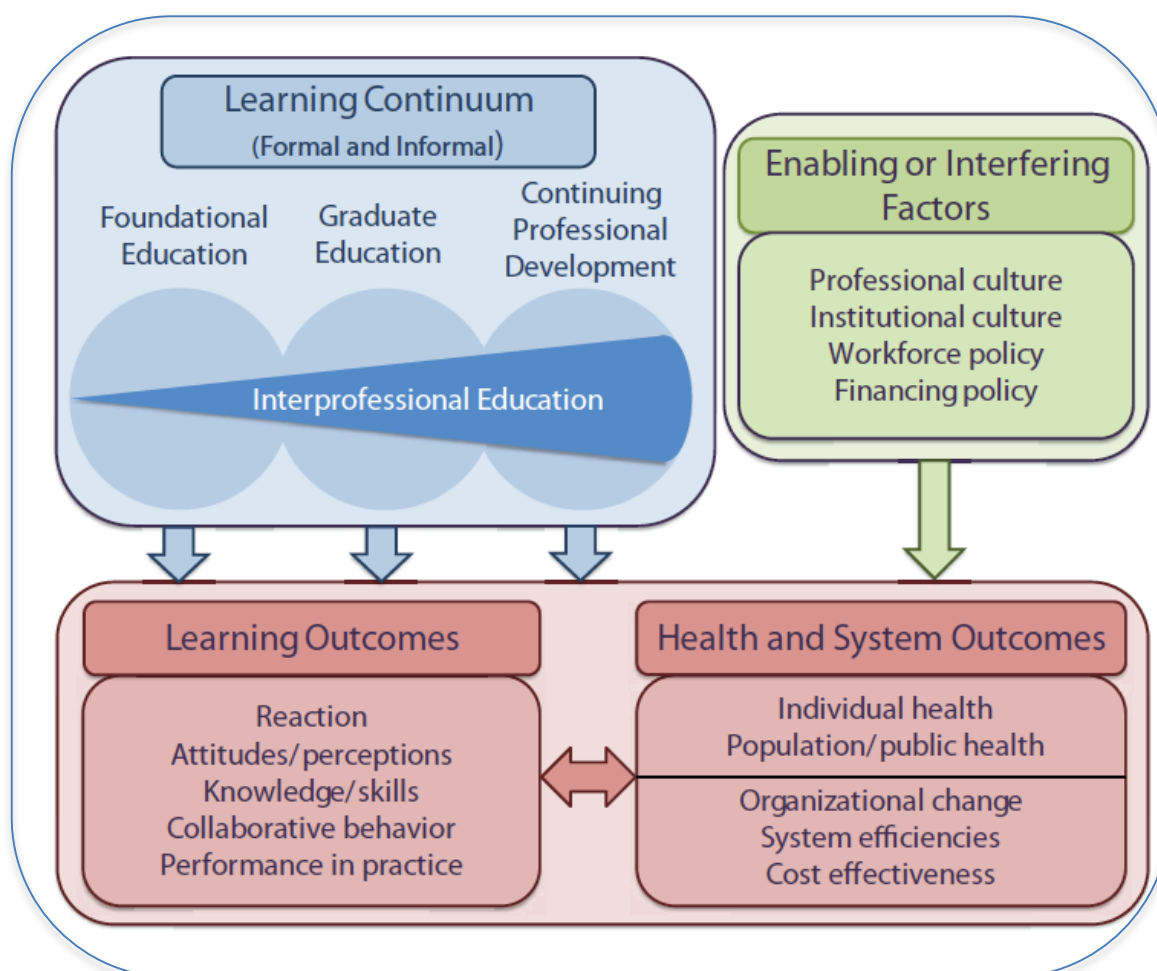 Learning Continuum
(Formal and Informal)
Foundational
Education
Graduate
Education
Continuing
Professional
Development
Interprofessional Education
Enabling or Interfering
Factors
Professional culture
Institutional culture
Workforce policy
Financing policy
Learning Outcomes
Reaction
Attitudes/perceptions
Knowledge/skills
Collaborative behavior
Performance in practice
Health and System Outcomes
Individual health
Population/public health
Organizational change
System efficiencies
Cost effectiveness